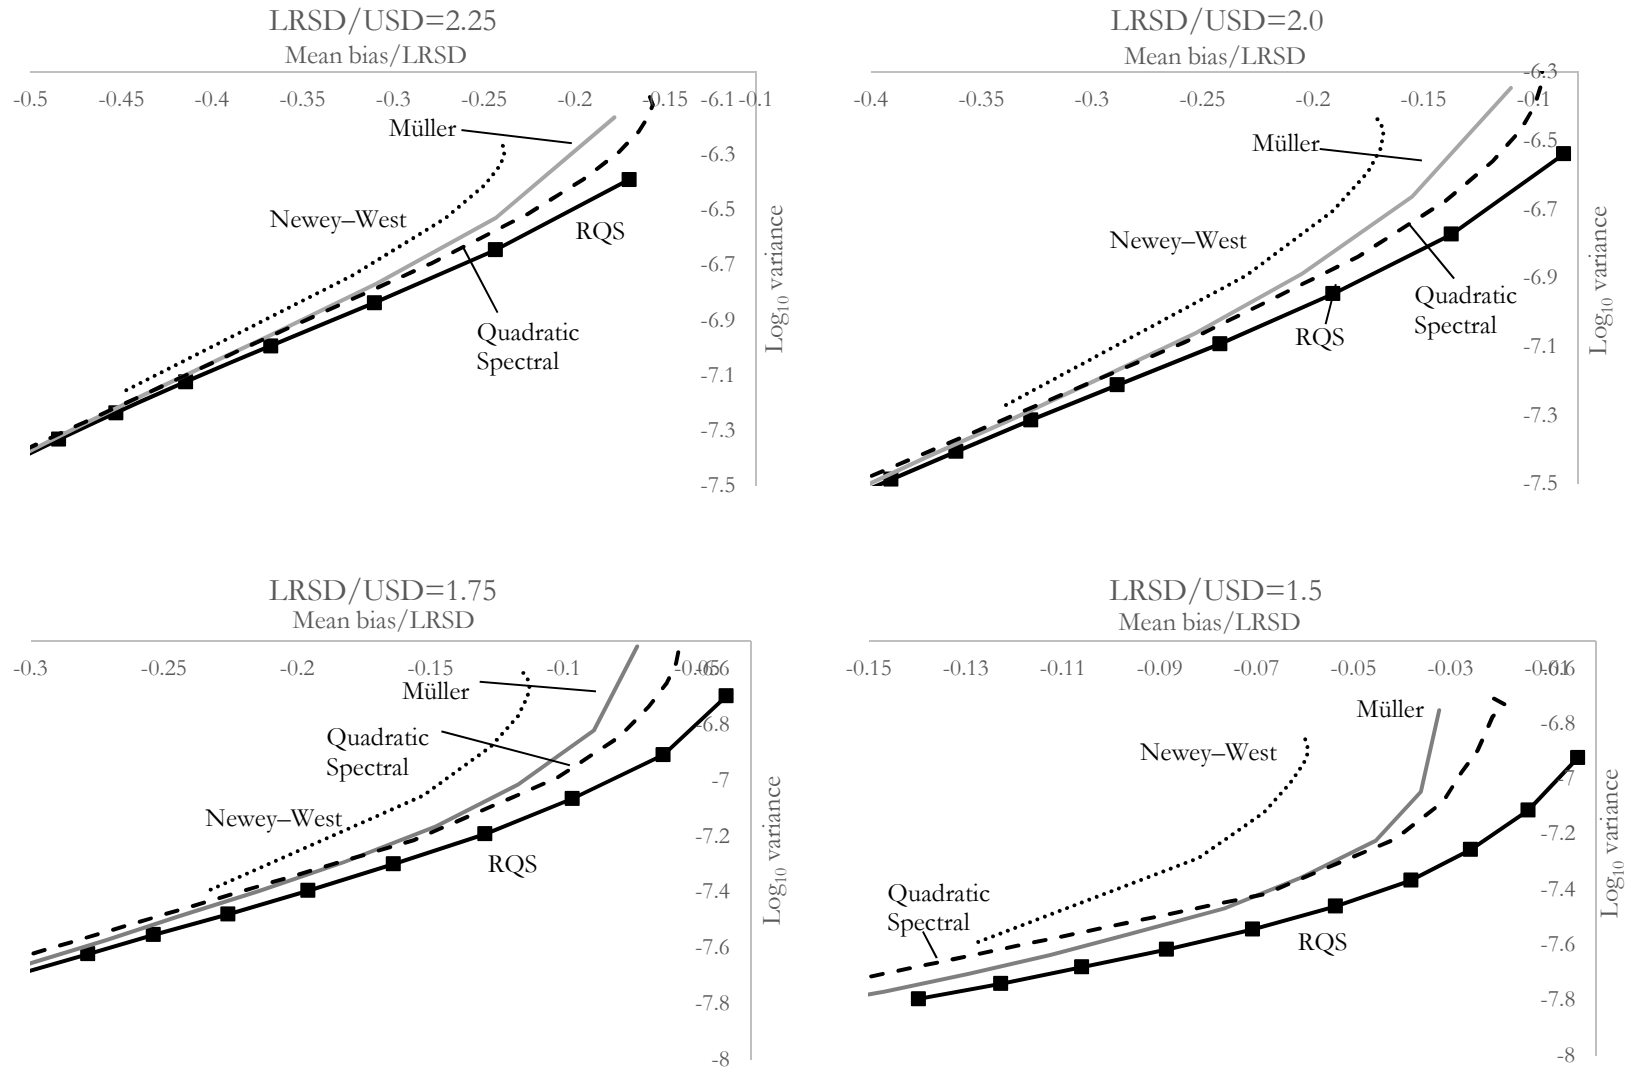 LRSD/USD=2.25
Mean bias/LRSD
-0.5 -0.45 -0.4 -0.35 -0.3 -0.25 -0.2 -0.15 -0.1
-6.1
Müller
-6.3
Newey–West
-6.5
RQS
-6.7
Quadratic
Spectral
-6.9
-7.1
-7.3
-7.5
Log10 variance
LRSD/USD=2.0
Mean bias/LRSD
-0.4 -0.35 -0.3 -0.25 -0.2 -0.15 -0.1
-6.3
Müller
-6.5
-6.7
Newey–West
-6.9
Quadratic
Spectral
RQS
-7.1
-7.3
-7.5
Log10 variance
LRSD/USD=1.75
Mean bias/LRSD
-0.3 -0.25 -0.2 -0.15 -0.1 -0.05
-6.6
Müller
-6.8
Quadratic
Spectral
-7
Newey–West
-7.2
RQS
-7.4
-7.6
-7.8
-8
Log10 variance
LRSD/USD=1.5
Mean bias/LRSD
-0.15 -0.13 -0.11 -0.09 -0.07 -0.05 -0.03 -0.01
-6.6
Müller
-6.8
Newey–West
-7
-7.2
Quadratic
Spectral
-7.4
RQS
-7.6
-7.8
-8
Log10 variance